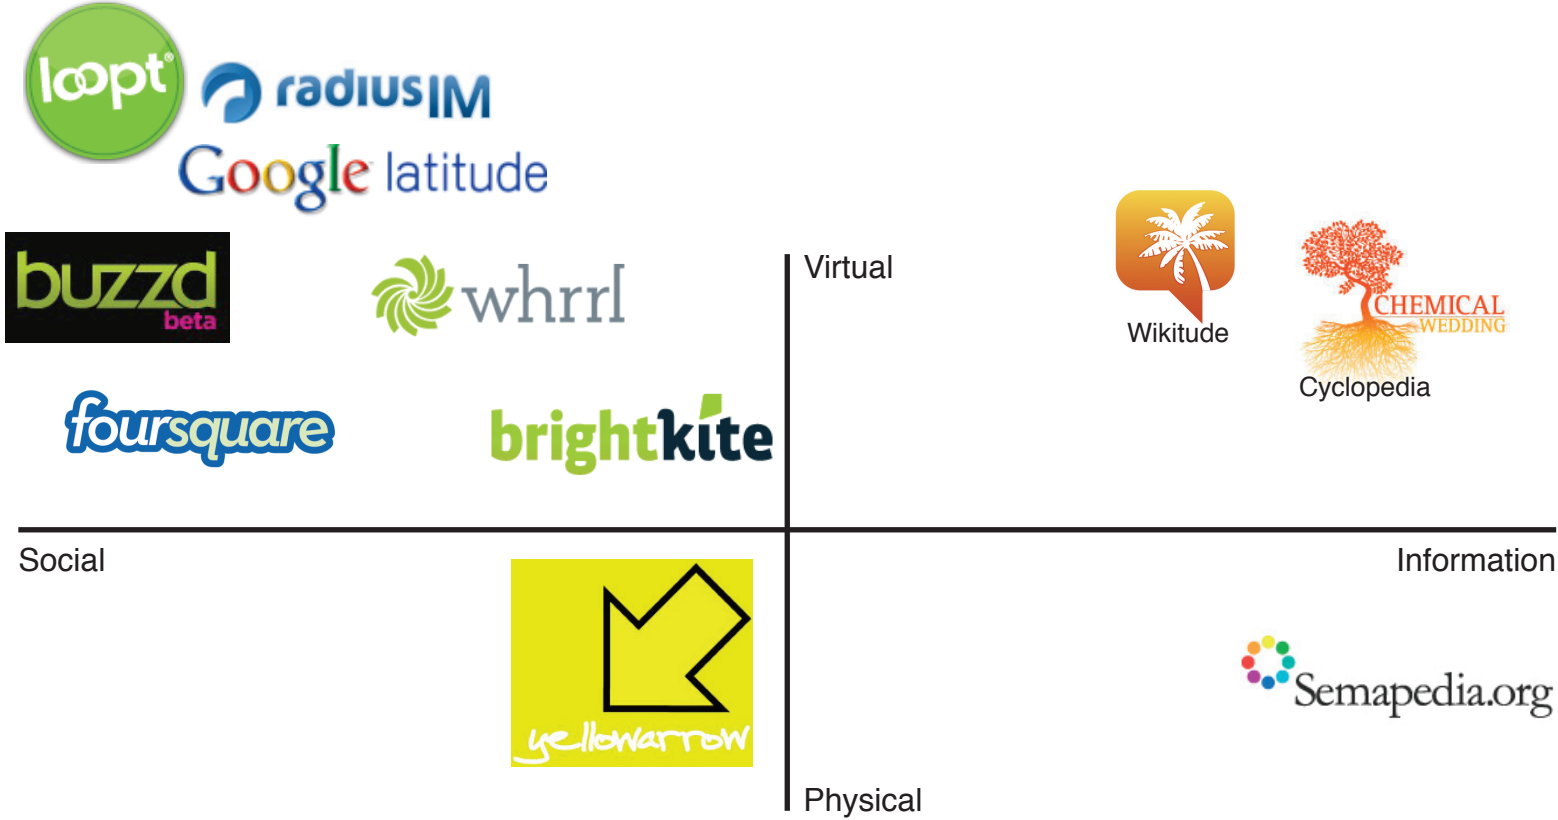 loopt®
radiusIM
Google latitude
buzzd
beta
whrrl
Virtual
Wikitude
CHEMICAL
WEDDING
Cyclopedia
foursquare
brightkite
Social
Information
yellowarrow
Semapedia.org
Physical